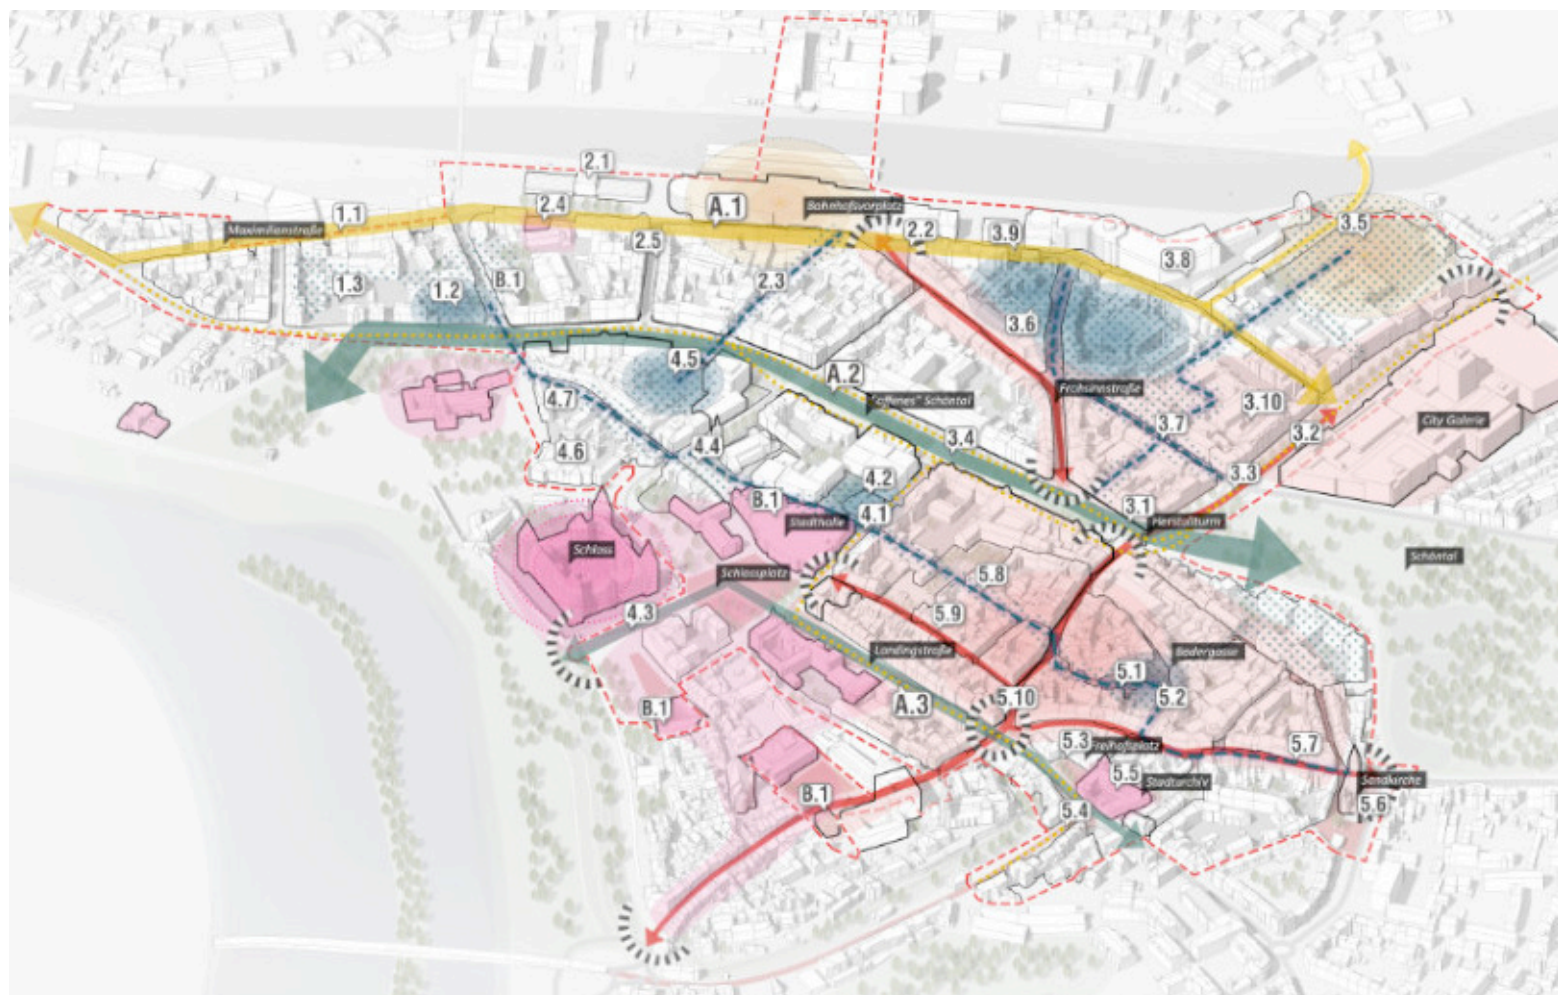 2.1
2.4
1.1
A.1
Bahnhofsvorplatz
Maximilianstraße
2.5
2.2
3.9
3.5
3.8
B.1
2.3
1.3
1.2
3.6
4.5
A.2
Frohsinnstraße
"offenes" Schöntal
4.7
3.10
City Galerie
3.7
3.2
4.4
3.4
4.6
3.3
4.2
B.1
3.1
4.1
Stadthalle
Herstallturm
Schloss
Schöntal
Schlossplatz
5.8
4.3
5.9
Landingstraße
Badergasse
5.1
5.2
5.10
A.3
B.1
5.3
Freihofsplatz
5.7
5.5
Stadtarchiv
Sandkirche
B.1
5.4
5.6